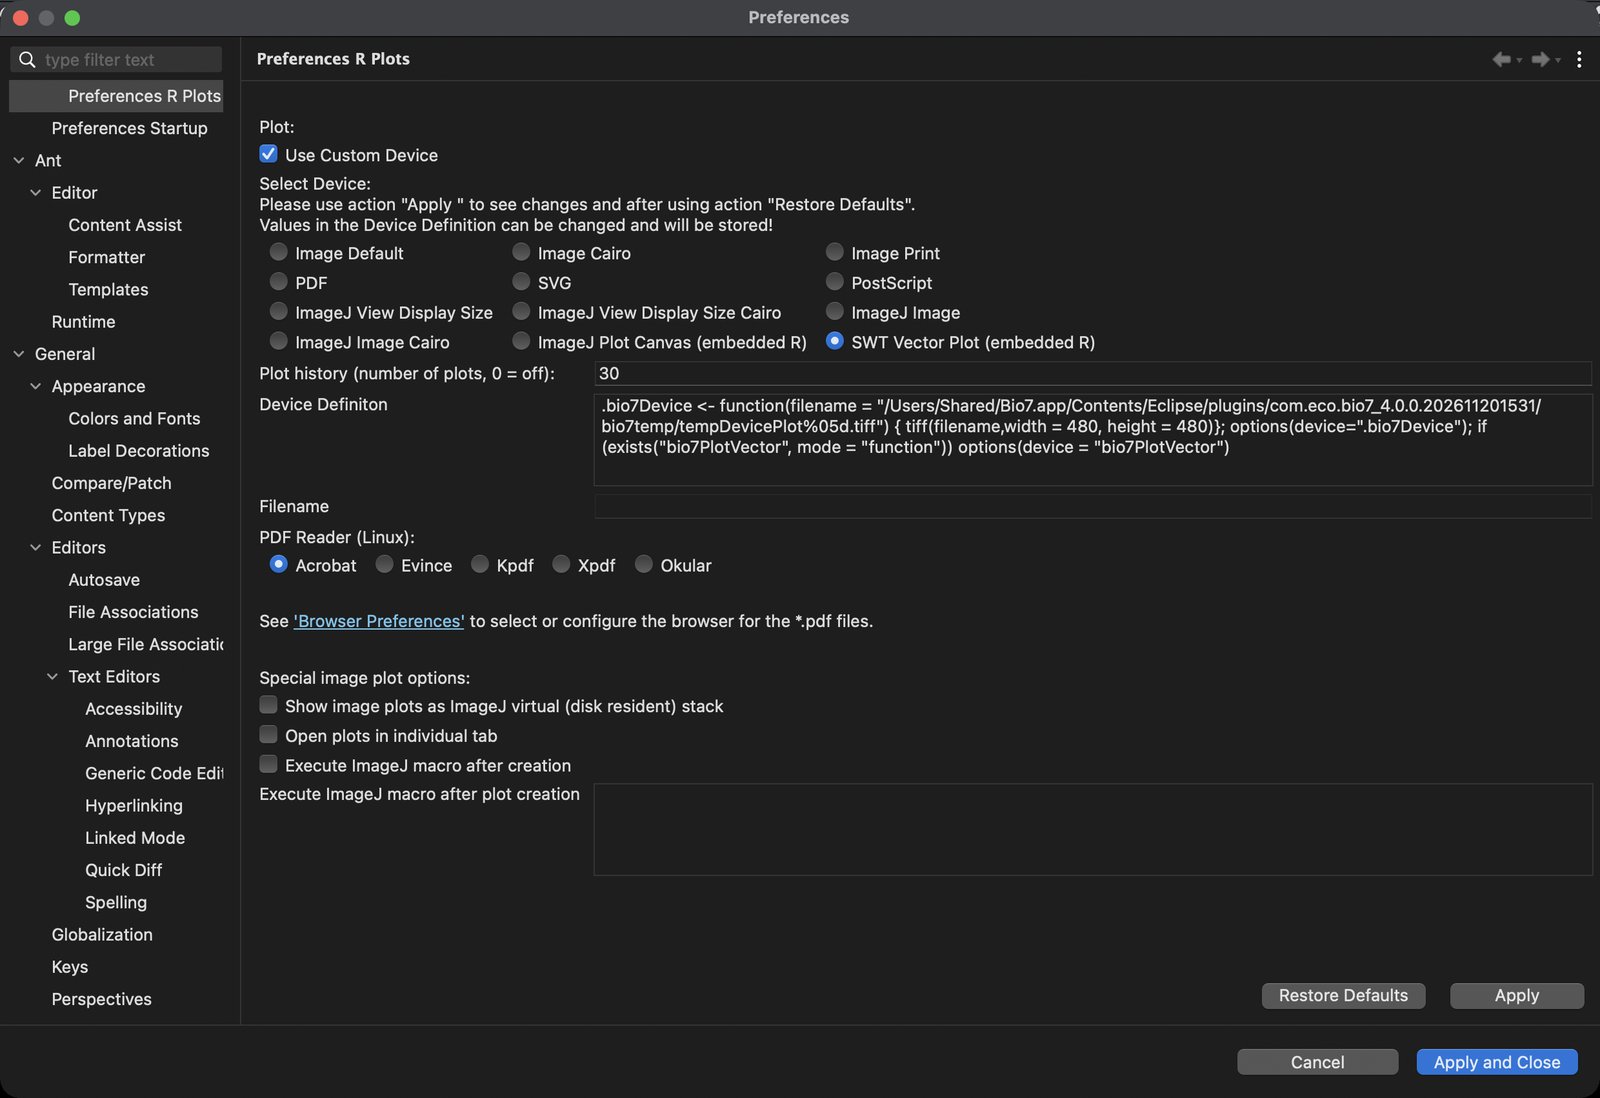 Preferences
type filter text
Preferences R Plots
Preferences Startup
Ant
Editor
Content Assist
Formatter
Templates
Runtime
General
Appearance
Colors and Fonts
Label Decorations
Compare/Patch
Content Types
Editors
Autosave
File Associations
Large File Associatio
Text Editors
Accessibility
Annotations
Generic Code Edit
Hyperlinking
Linked Mode
Quick Diff
Spelling
Globalization
Keys
Perspectives
Preferences R Plots
Plot:
Use Custom Device
Select Device:
Please use action "Apply " to see changes and after using action "Restore Defaults".
Values in the Device Definition can be changed and will be stored!
Image Default Image Cairo Image Print
PDF SVG PostScript
ImageJ View Display Size ImageJ View Display Size Cairo ImageJ Image
ImageJ Image Cairo ImageJ Plot Canvas (embedded R) SWT Vector Plot (embedded R)
Plot history (number of plots, 0 = off): 30
Device Definiton
.bio7Device <- function(filename = "/Users/Shared/Bio7.app/Contents/Eclipse/plugins/com.eco.bio7_4.0.0.202611201531/
bio7temp/tempDevicePlot%05d.tiff") { tiff(filename,width = 480, height = 480)}; options(device=".bio7Device"); if
(exists("bio7PlotVector", mode = "function")) options(device = "bio7PlotVector")
Filename
PDF Reader (Linux):
Acrobat Evince Kpdf Xpdf Okular
See 'Browser Preferences' to select or configure the browser for the *.pdf files.
Special image plot options:
Show image plots as ImageJ virtual (disk resident) stack
Open plots in individual tab
Execute ImageJ macro after creation
Execute ImageJ macro after plot creation
Restore Defaults Apply
Cancel Apply and Close